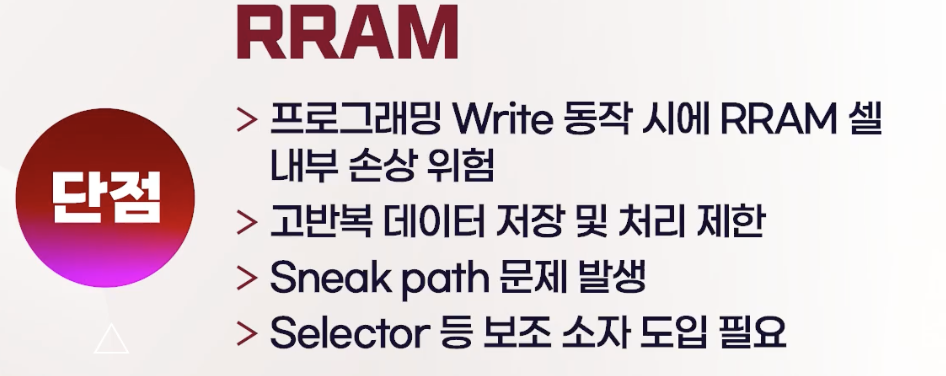 RRAM
단점
> 프로그래밍 Write 동작 시에 RRAM 셀
내부 손상 위험
> 고반복 데이터 저장 및 처리 제한
> Sneak path 문제 발생
> Selector 등 보조 소자 도입 필요